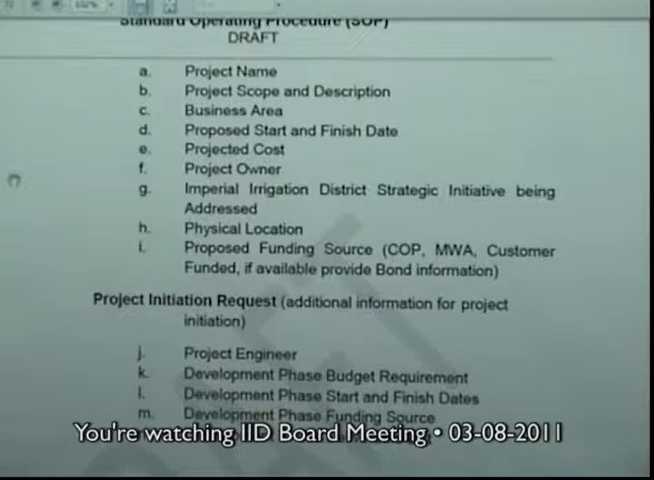 Standard Operating Procedure (SOP)
DRAFT
a. Project Name
b. Project Scope and Description
c. Business Area
d. Proposed Start and Finish Date
e. Projected Cost
f. Project Owner
g. Imperial Irrigation District Strategic Initiative being
Addressed
h. Physical Location
i. Proposed Funding Source (COP, MWA, Customer
Funded, if available provide Bond information)
Project Initiation Request (additional information for project
initiation)
j. Project Engineer
k. Development Phase Budget Requirement
l. Development Phase Start and Finish Dates
m. Development Phase Funding Source
You're watching IID Board Meeting • 03-08-2011
DRAFT